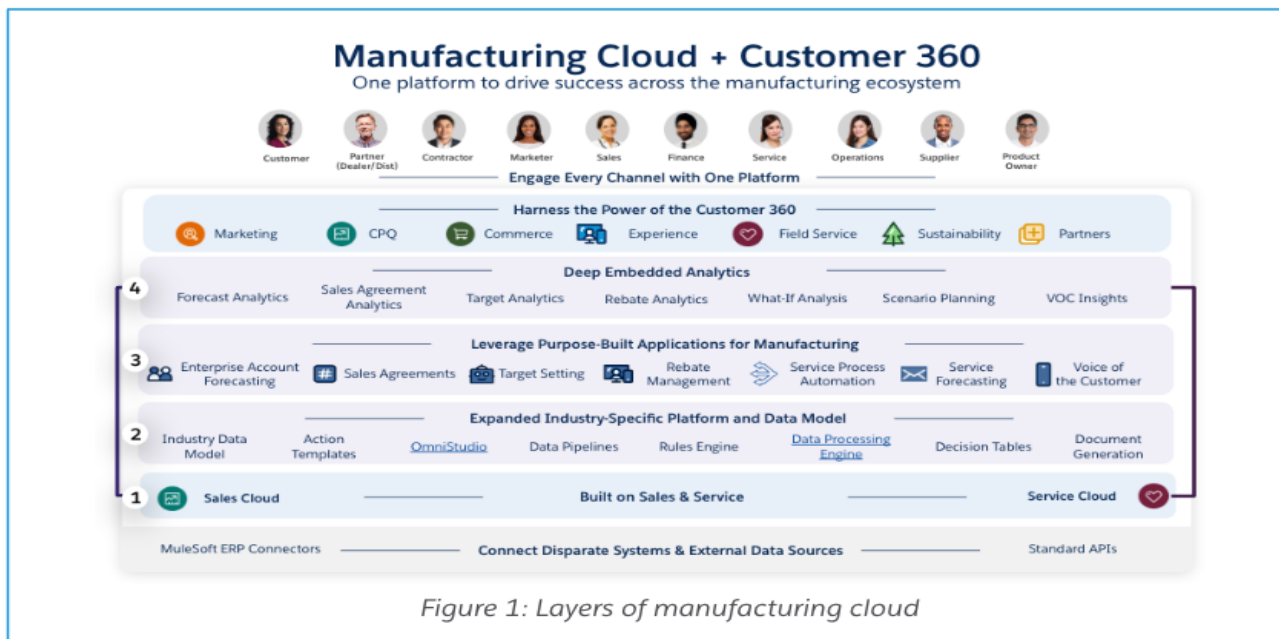 Manufacturing Cloud + Customer 360
One platform to drive success across the manufacturing ecosystem
Customer
Partner
(Dealer/Dist)
Contractor
Marketer
Sales
Finance
Service
Operations
Supplier
Product
Owner
Engage Every Channel with One Platform
Harness the Power of the Customer 360
Marketing
CPQ
Commerce
Experience
Field Service
Sustainability
Partners
4
Deep Embedded Analytics
Forecast Analytics
Sales Agreement
Analytics
Target Analytics
Rebate Analytics
What-If Analysis
Scenario Planning
VOC Insights
3
Leverage Purpose-Built Applications for Manufacturing
Enterprise Account
Forecasting
#
Sales Agreements
Target Setting
Rebate
Management
Service Process
Automation
Service
Forecasting
Voice of
the Customer
2
Expanded Industry-Specific Platform and Data Model
Industry Data
Model
Action
Templates
OmniStudio
Data Pipelines
Rules Engine
Data Processing
Engine
Decision Tables
Document
Generation
1
Sales Cloud
Built on Sales & Service
Service Cloud
MuleSoft ERP Connectors
Connect Disparate Systems & External Data Sources
Standard APIs
Figure 1: Layers of manufacturing cloud